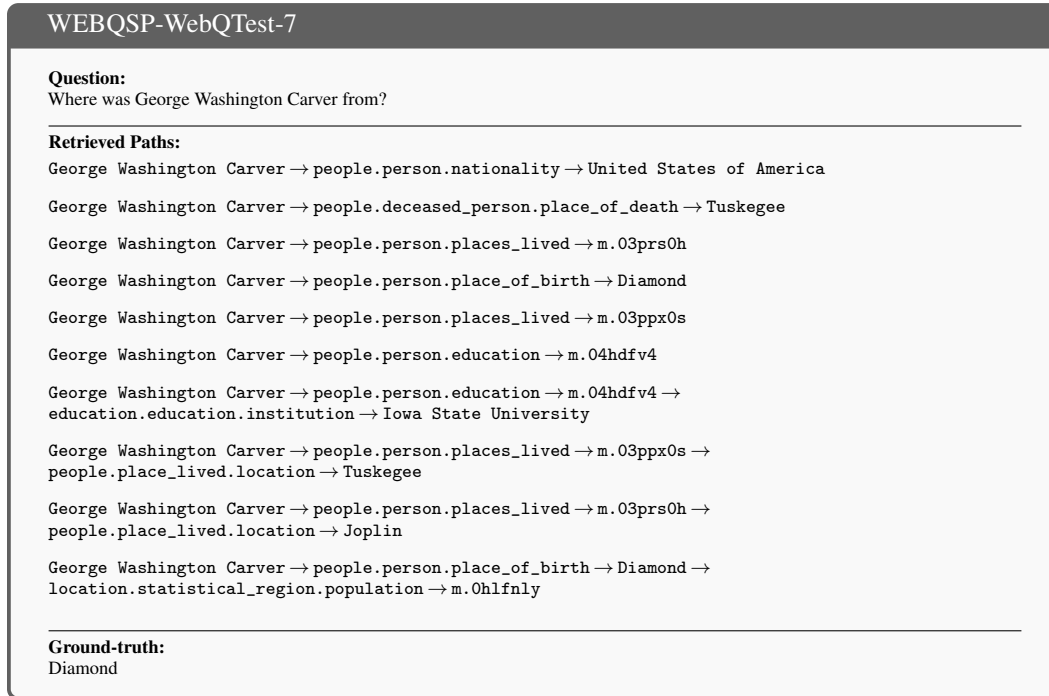 WEBQSP-WebQTest-7
Question:
Where was George Washington Carver from?
Retrieved Paths:
George Washington Carver → people.person.nationality → United States of America
George Washington Carver → people.deceased_person.place_of_death → Tuskegee
George Washington Carver → people.person.places_lived → m.03prs0h
George Washington Carver → people.person.place_of_birth → Diamond
George Washington Carver → people.person.places_lived → m.03ppx0s
George Washington Carver → people.person.education → m.04hdfv4
George Washington Carver → people.person.education → m.04hdfv4 →
education.education.institution → Iowa State University
George Washington Carver → people.person.places_lived → m.03ppx0s →
people.place_lived.location → Tuskegee
George Washington Carver → people.person.places_lived → m.03prs0h →
people.place_lived.location → Joplin
George Washington Carver → people.person.place_of_birth → Diamond →
location.statistical_region.population → m.0hlfnly
Ground-truth:
Diamond